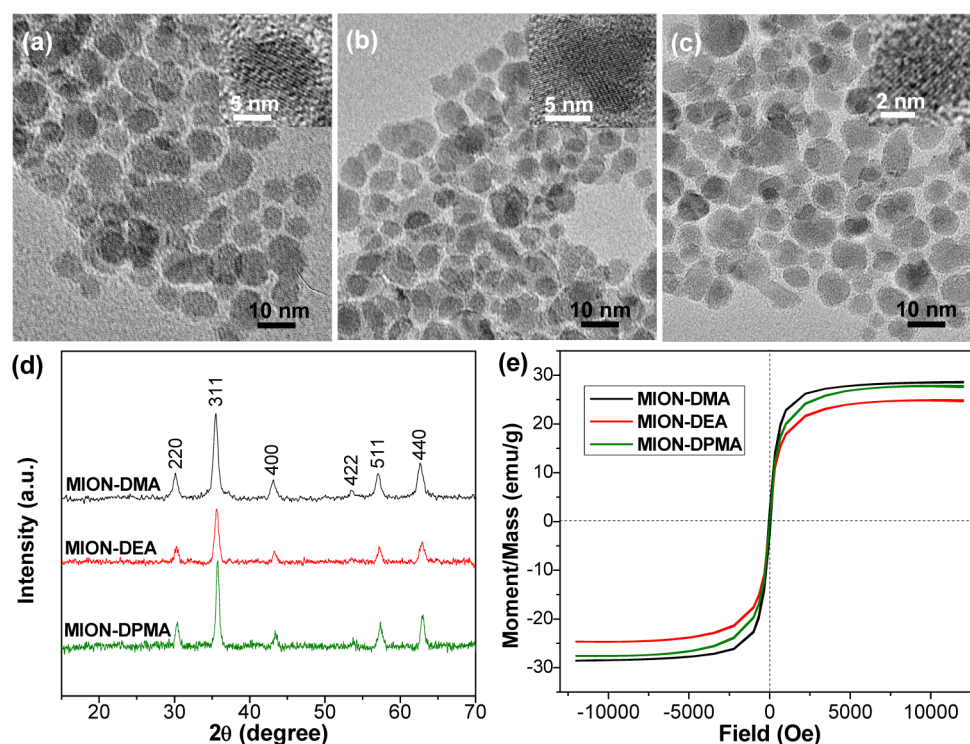 (a)
5 nm
10 nm
(b)
5 nm
10 nm
(c)
2 nm
10 nm
(d)
Intensity (a.u.)
220
311
400
422
511
440
MION-DMA
MION-DEA
MION-DPMA
20 30 40 50 60 70
2θ (degree)
(e)
Moment/Mass (emu/g)
30
20
10
0
-10
-20
-30
MION-DMA
MION-DEA
MION-DPMA
-10000 -5000 0 5000 10000
Field (Oe)